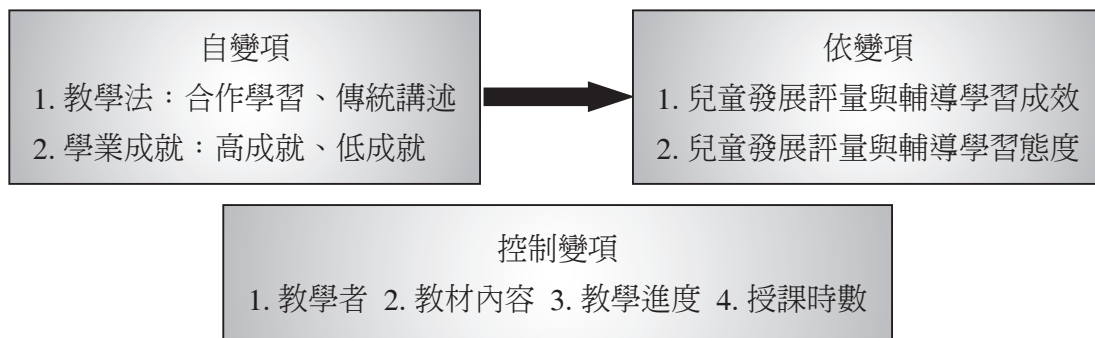 自變項
1. 教學法：合作學習、傳統講述
2. 學業成就：高成就、低成就
依變項
1. 兒童發展評量與輔導學習成效
2. 兒童發展評量與輔導學習態度
控制變項
1. 教學者 2. 教材內容 3. 教學進度 4. 授課時數